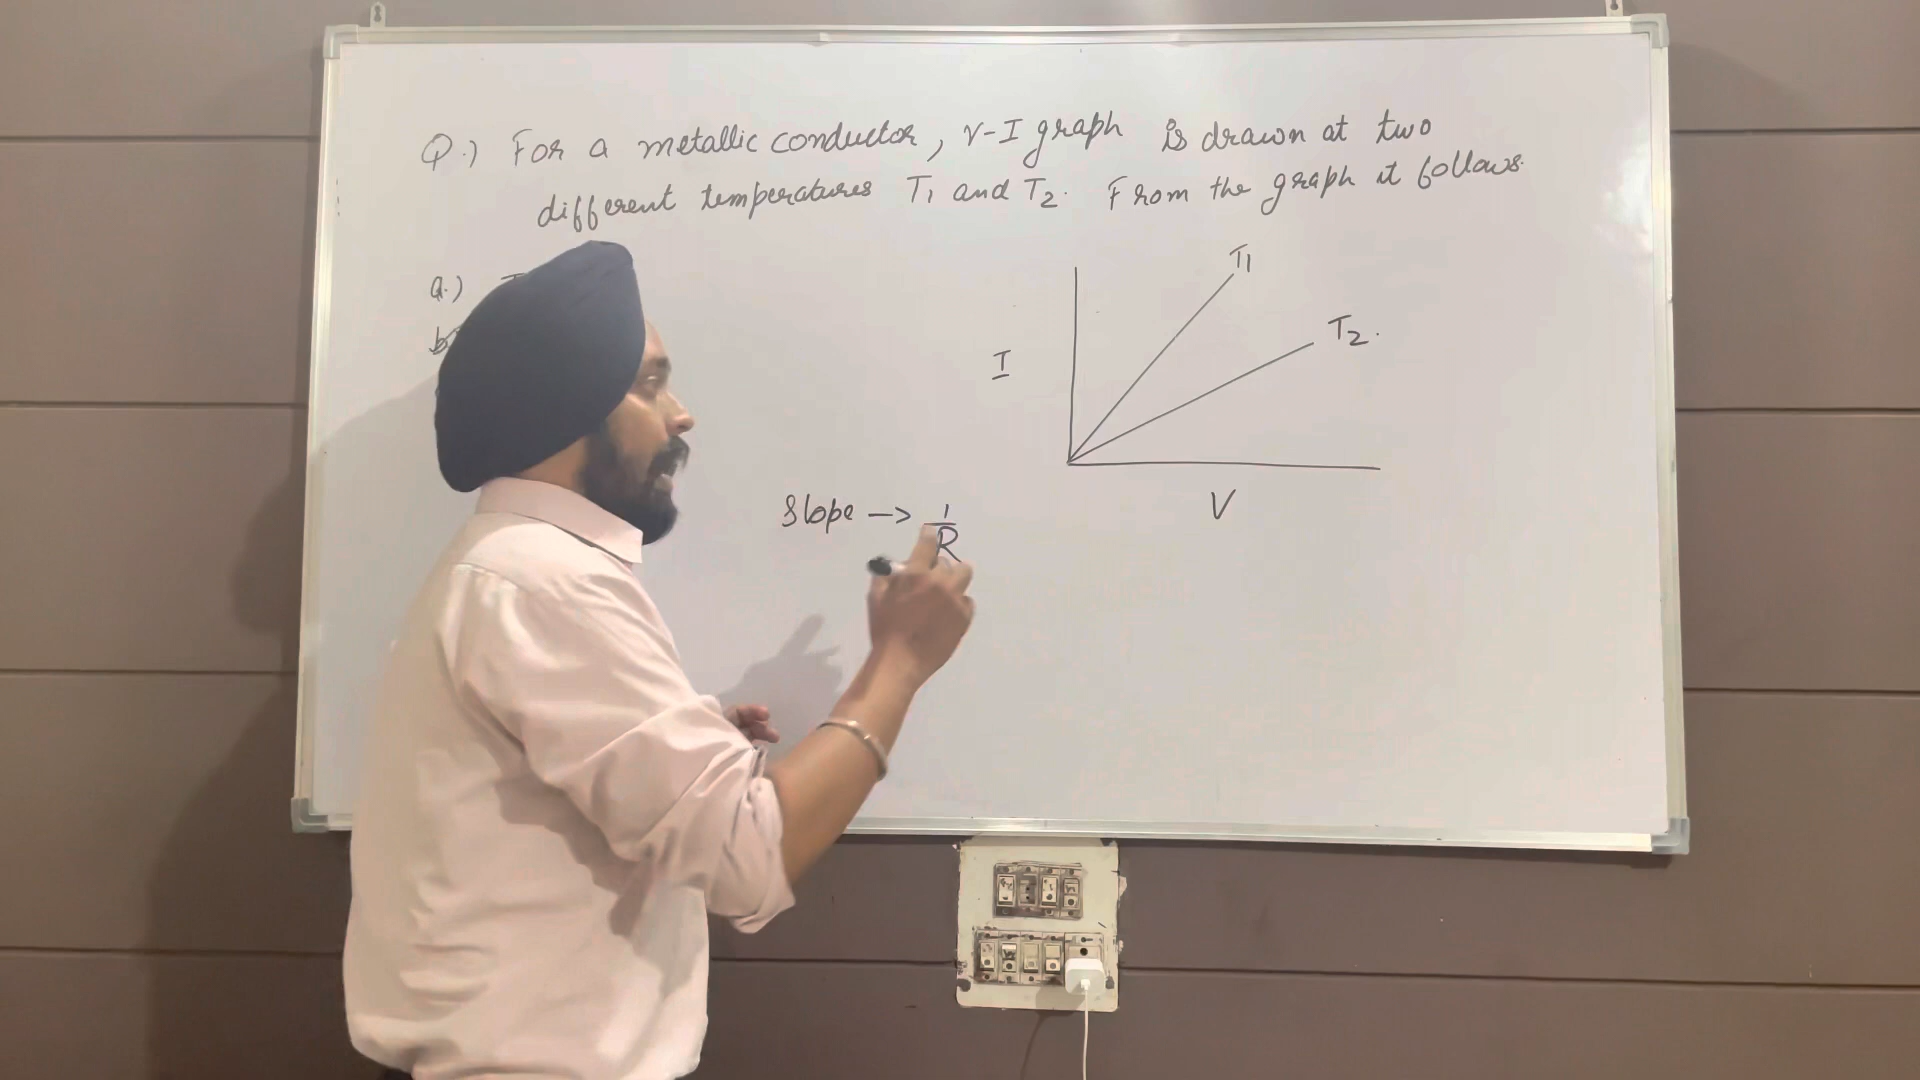 Q.) For a metallic conductor, V-I graph is drawn at two
different temperatures T1 and T2. From the graph it follows.
a.)
b
T1
T2.
I
V
Slope -> 1/R